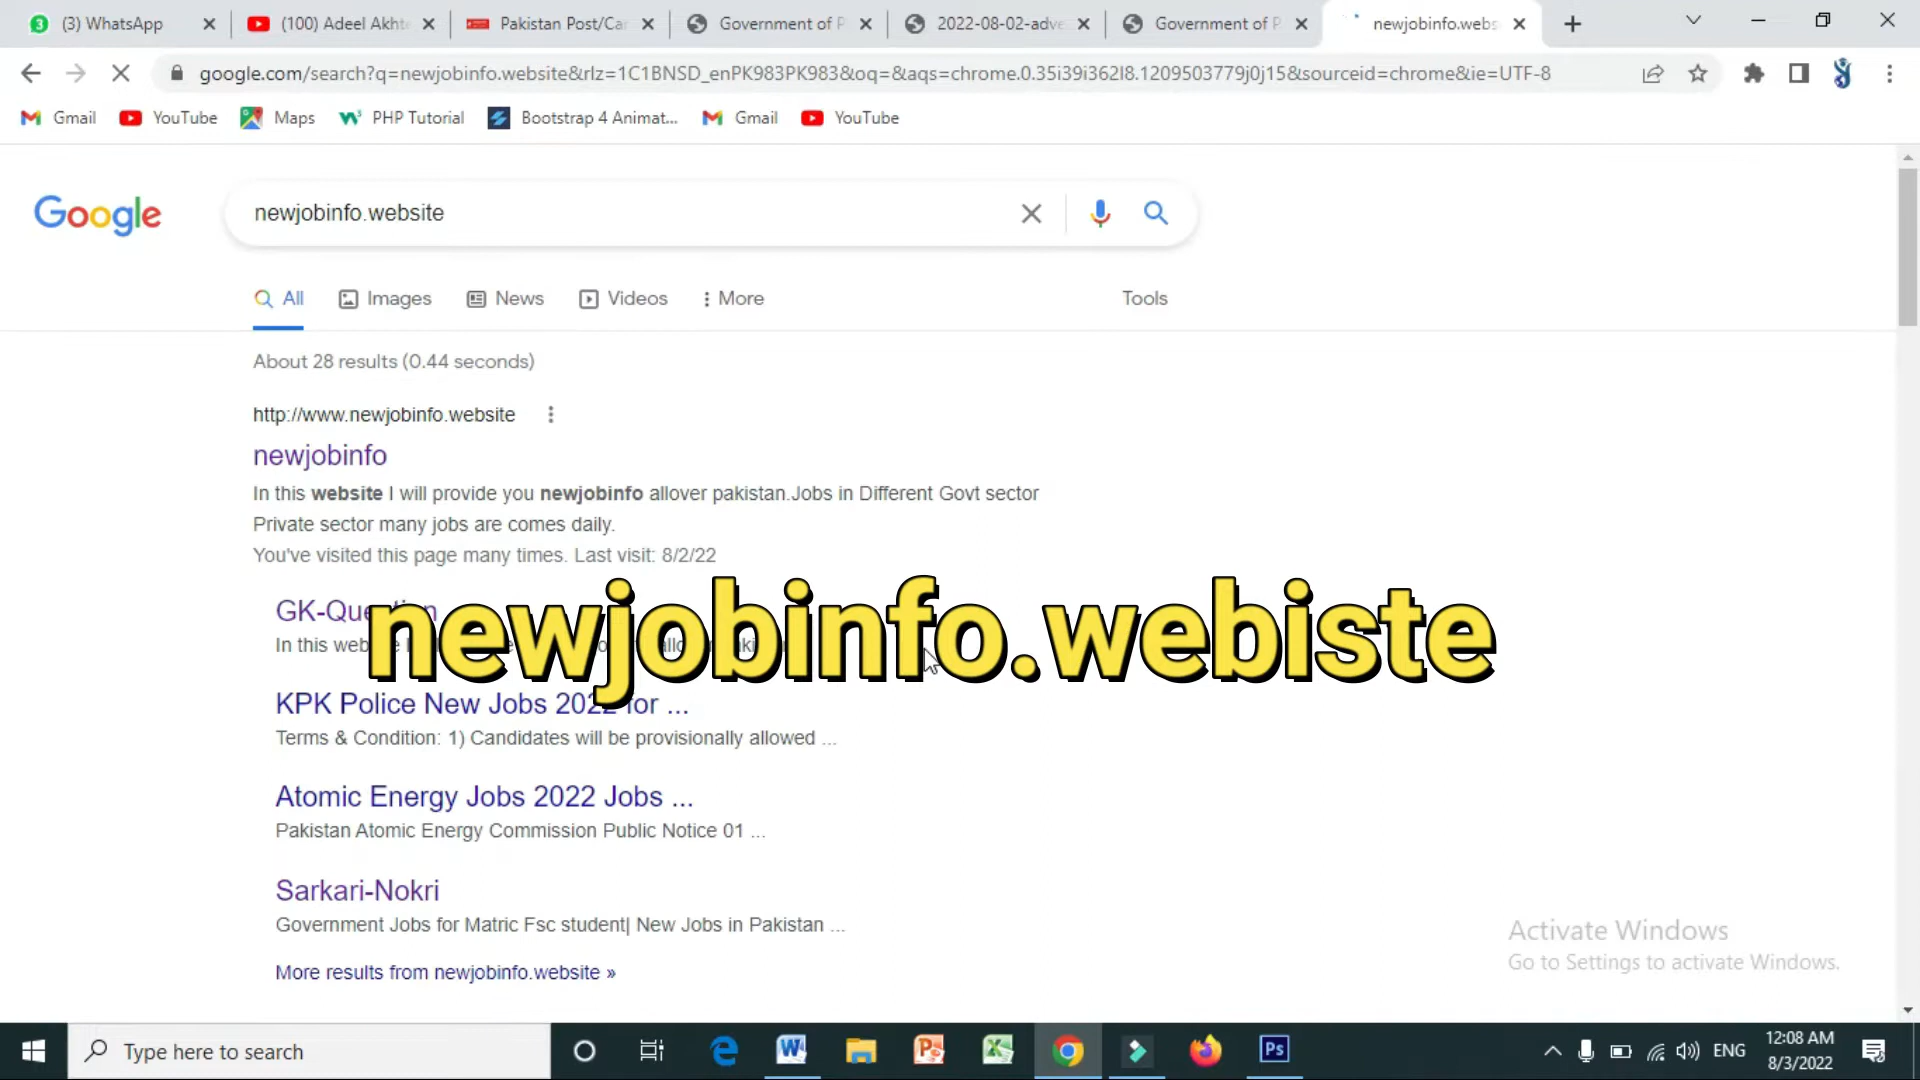 (3) WhatsApp
(100) Adeel Akhta
Pakistan Post/Car
Government of P
2022-08-02-adve
Government of P
newjobinfo.webs
google.com/search?q=newjobinfo.website&rlz=1C1BNSD_enPK983PK983&oq=&aqs=chrome.0.35i39i362l8.1209503779j0j15&sourceid=chrome&ie=UTF-8
Gmail
YouTube
Maps
PHP Tutorial
Bootstrap 4 Animat...
Gmail
YouTube
Google
newjobinfo.website
All
Images
News
Videos
More
Tools
About 28 results (0.44 seconds)
http://www.newjobinfo.website
newjobinfo
In this website I will provide you newjobinfo allover pakistan.Jobs in Different Govt sector
Private sector many jobs are comes daily.
You've visited this page many times. Last visit: 8/2/22
newjobinfo.webiste
KPK Police New Jobs 2022 for ...
Terms & Condition: 1) Candidates will be provisionally allowed ...
Atomic Energy Jobs 2022 Jobs ...
Pakistan Atomic Energy Commission Public Notice 01 ...
Sarkari-Nokri
Government Jobs for Matric Fsc student| New Jobs in Pakistan ...
More results from newjobinfo.website »
Activate Windows
Go to Settings to activate Windows.
Type here to search
ENG
12:08 AM
8/3/2022